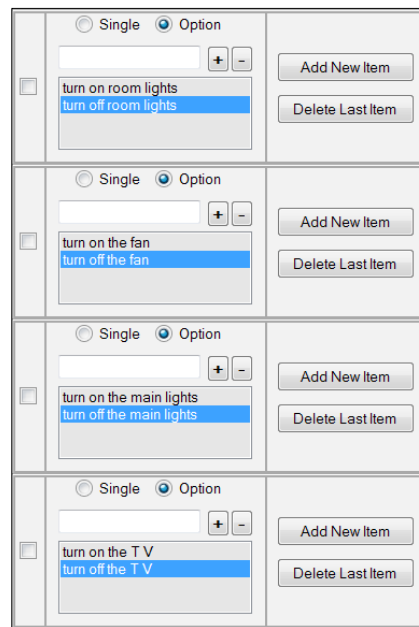 Single Option
+ -
Add New Item
turn on room lights
turn off room lights
Delete Last Item
Single Option
+ -
Add New Item
turn on the fan
turn off the fan
Delete Last Item
Single Option
+ -
Add New Item
turn on the main lights
turn off the main lights
Delete Last Item
Single Option
+ -
Add New Item
turn on the T V
turn off the T V
Delete Last Item